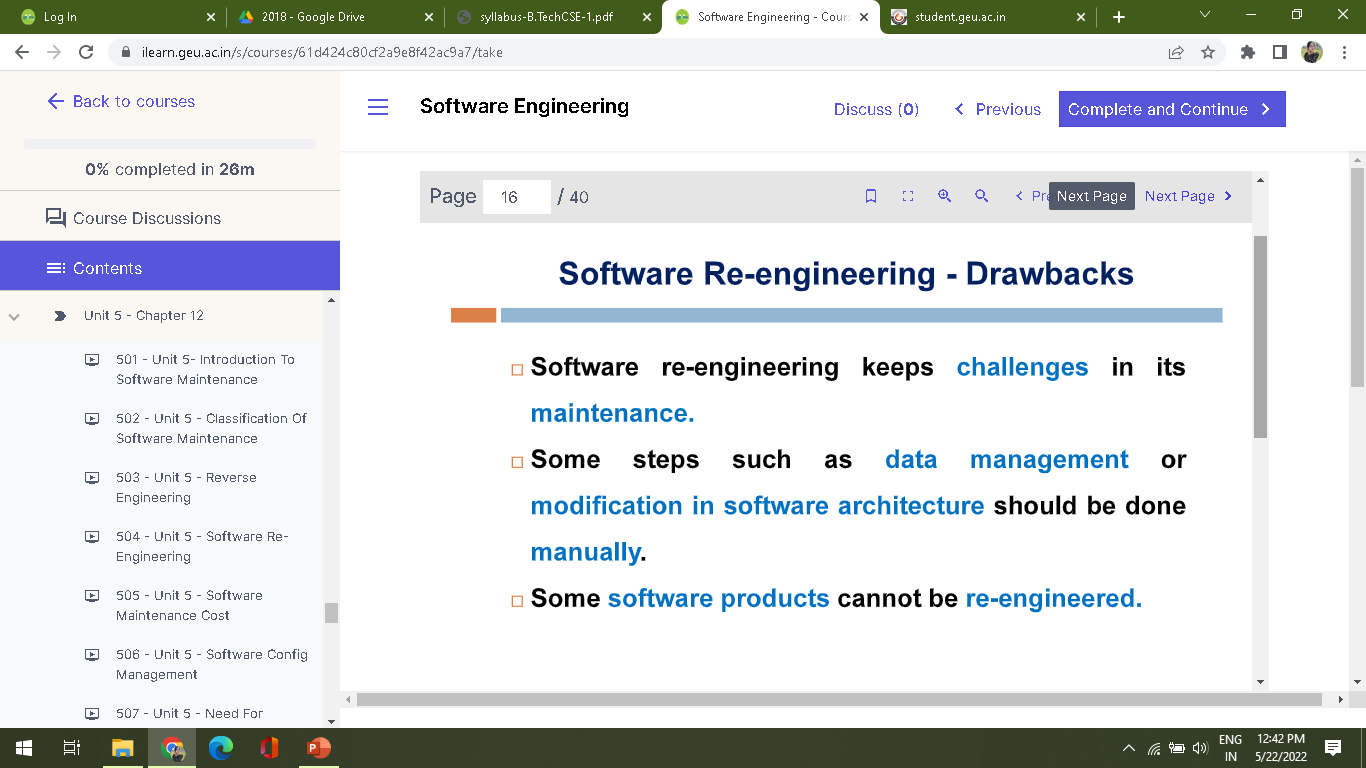 Log In
2018 - Google Drive
syllabus-B.TechCSE-1.pdf
Software Engineering - Cour
student.geu.ac.in
ilearn.geu.ac.in/s/courses/61d424c80cf2a9e8f42ac9a7/take
Back to courses
0% completed in 26m
Course Discussions
Contents
Unit 5 - Chapter 12
501 - Unit 5- Introduction To
Software Maintenance
502 - Unit 5 - Classification Of
Software Maintenance
503 - Unit 5 - Reverse
Engineering
504 - Unit 5 - Software Re-
Engineering
505 - Unit 5 - Software
Maintenance Cost
506 - Unit 5 - Software Config
Management
507 - Unit 5 - Need For
Software Engineering
Discuss (0)
Previous
Complete and Continue
Page 16 / 40
Pre
Next Page
Next Page
Software Re-engineering - Drawbacks
Software re-engineering keeps challenges in its
maintenance.
Some steps such as data management or
modification in software architecture should be done
manually.
Some software products cannot be re-engineered.
ENG
IN
12:42 PM
5/22/2022